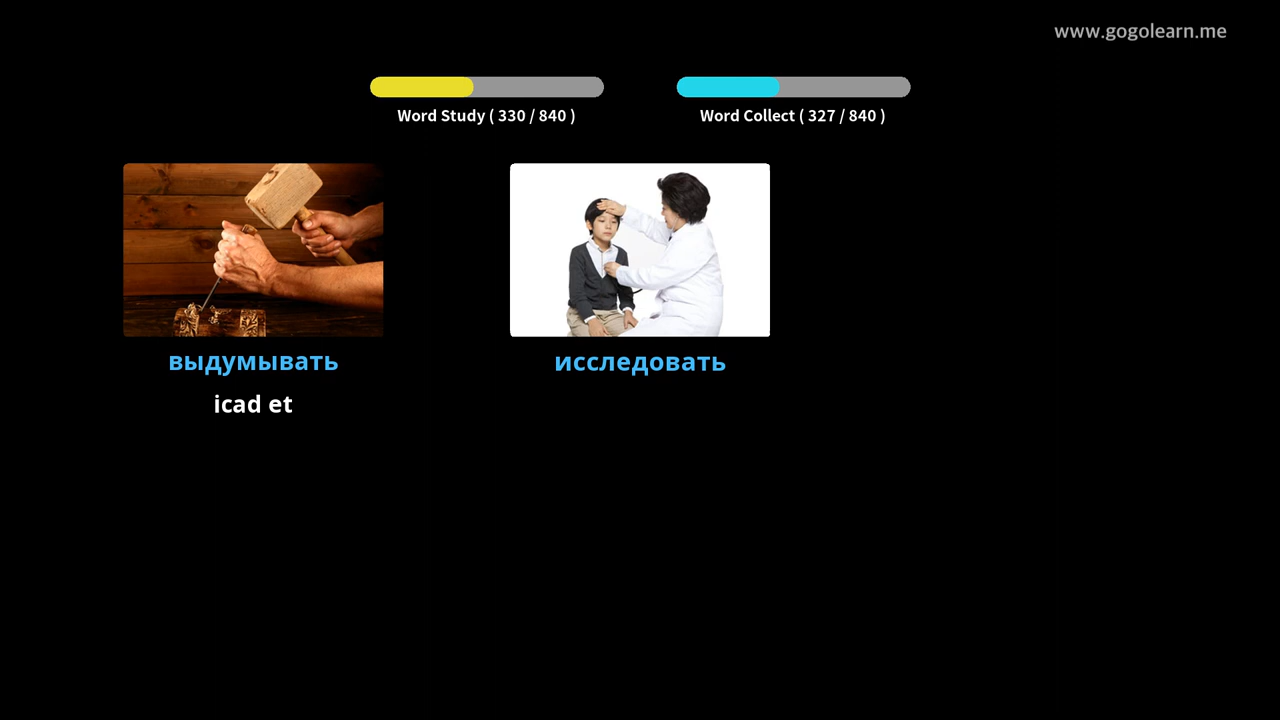 www.gogolearn.me
Word Study ( 330 / 840 )
Word Collect ( 327 / 840 )
выдумывать
исследовать
icad et